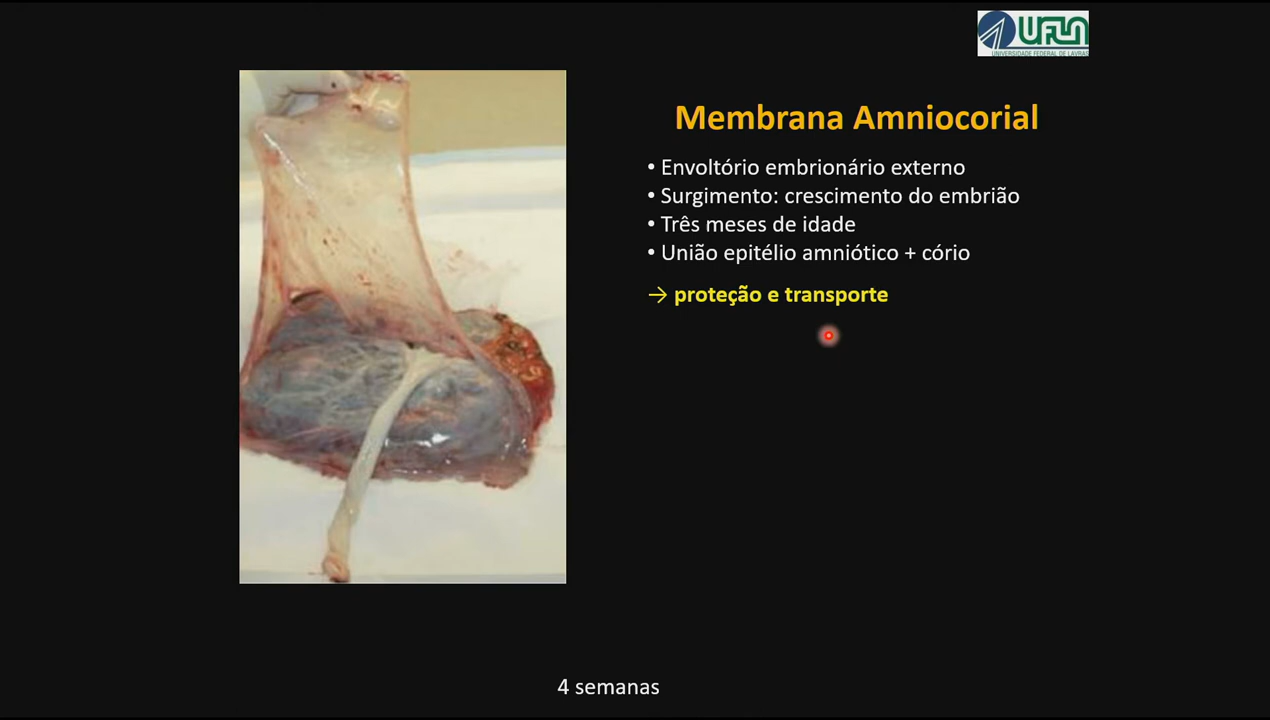 UFLA
UNIVERSIDADE FEDERAL DE LAVRAS
Membrana Amniocorial
• Envoltório embrionário externo
• Surgimento: crescimento do embrião
• Três meses de idade
• União epitélio amniótico + cório
→ proteção e transporte
4 semanas